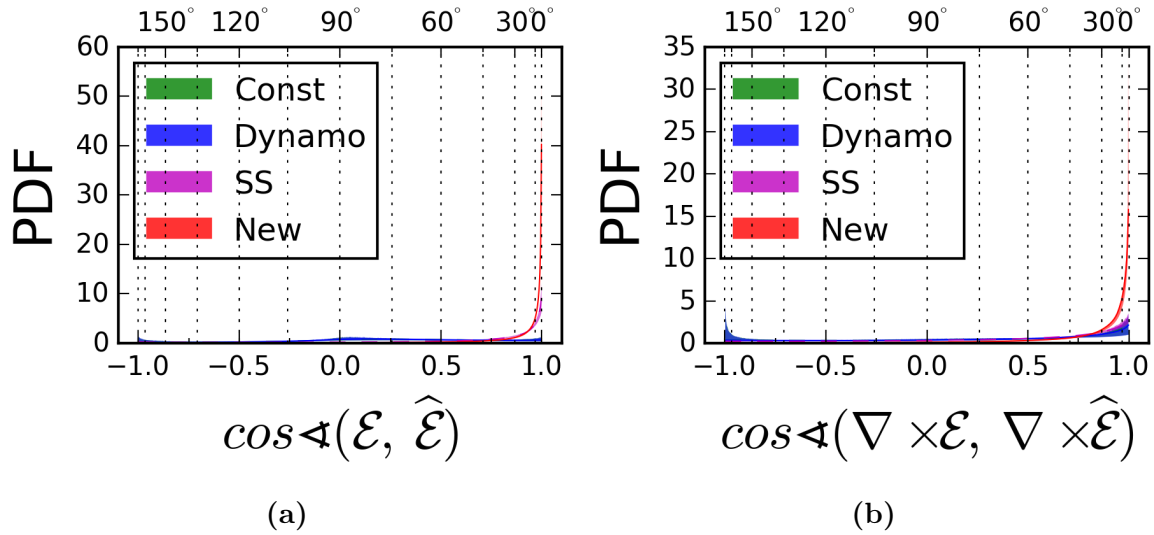 150° 120° 90° 60° 30°0°
60
50
40
30
20
10
0
PDF
Const
Dynamo
SS
New
−1.0 −0.5 0.0 0.5 1.0
cos∢(ℰ, ℰ̂)
(a)
150° 120° 90° 60° 30°0°
35
30
25
20
15
10
5
0
PDF
Const
Dynamo
SS
New
−1.0 −0.5 0.0 0.5 1.0
cos∢(∇ ×ℰ, ∇ ×ℰ̂)
(b)